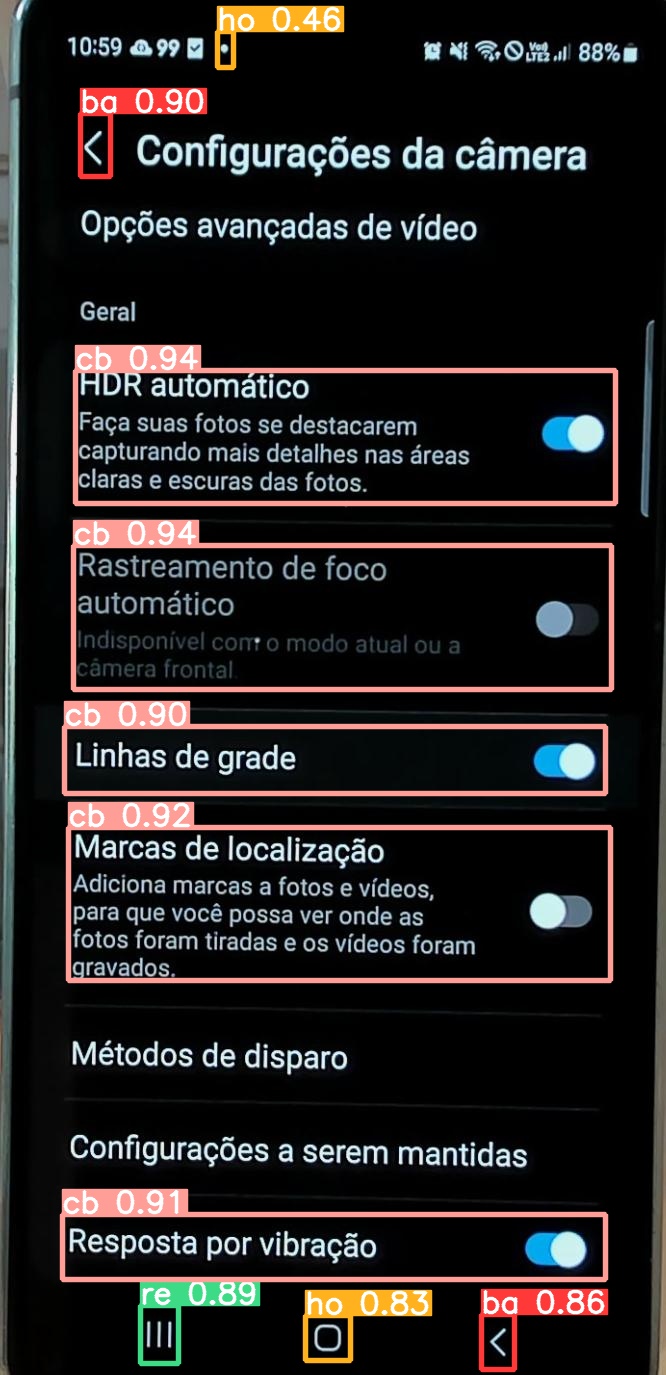 ho 0.46
10:59 99 VoD LTE2 88%
ba 0.90
Configurações da câmera
Opções avançadas de vídeo
Geral
cb 0.94
HDR automático
Faça suas fotos se destacarem
capturando mais detalhes nas áreas
claras e escuras das fotos.
cb 0.94
Rastreamento de foco
automático
Indisponível com o modo atual ou a
câmera frontal.
cb 0.90
Linhas de grade
cb 0.92
Marcas de localização
Adiciona marcas a fotos e vídeos,
para que você possa ver onde as
fotos foram tiradas e os vídeos foram
gravados.
Métodos de disparo
Configurações a serem mantidas
cb 0.91
Resposta por vibração
re 0.89 ho 0.83 ba 0.86